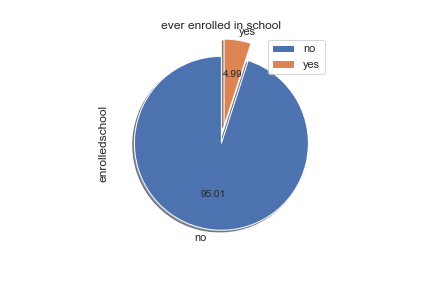 ever enrolled in school
yes
no
yes
4.99
enrolledschool
95.01
no